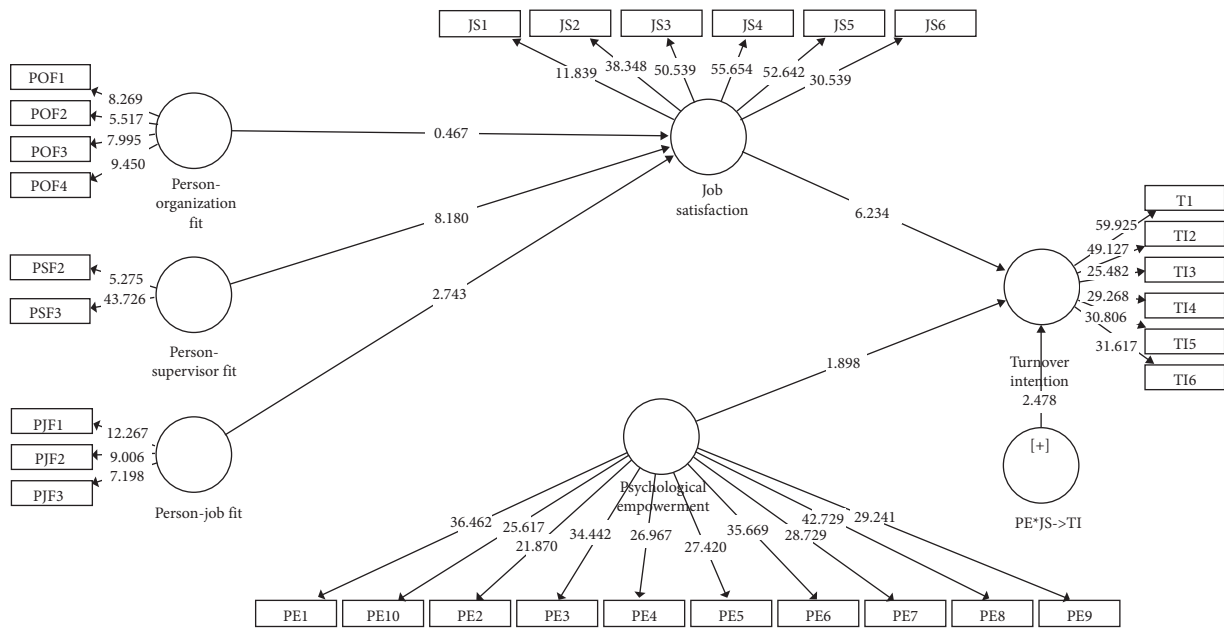 JS1
JS2
JS3
JS4
JS5
JS6
11.839
38.348
50.539
55.654
52.642
30.539
POF1
POF2
POF3
POF4
8.269
5.517
7.995
9.450
Person-
organization
fit
0.467
Job
satisfaction
PSF2
PSF3
5.275
43.726
Person-
supervisor fit
8.180
PJF1
PJF2
PJF3
12.267
9.006
7.198
Person-job fit
2.743
6.234
T1
TI2
TI3
TI4
TI5
TI6
59.925
49.127
25.482
29.268
30.806
31.617
Turnover
intention
1.898
2.478
[+]
PE*JS->TI
Psychological
empowerment
36.462
25.617
21.870
34.442
26.967
27.420
35.669
28.729
42.729
29.241
PE1
PE10
PE2
PE3
PE4
PE5
PE6
PE7
PE8
PE9